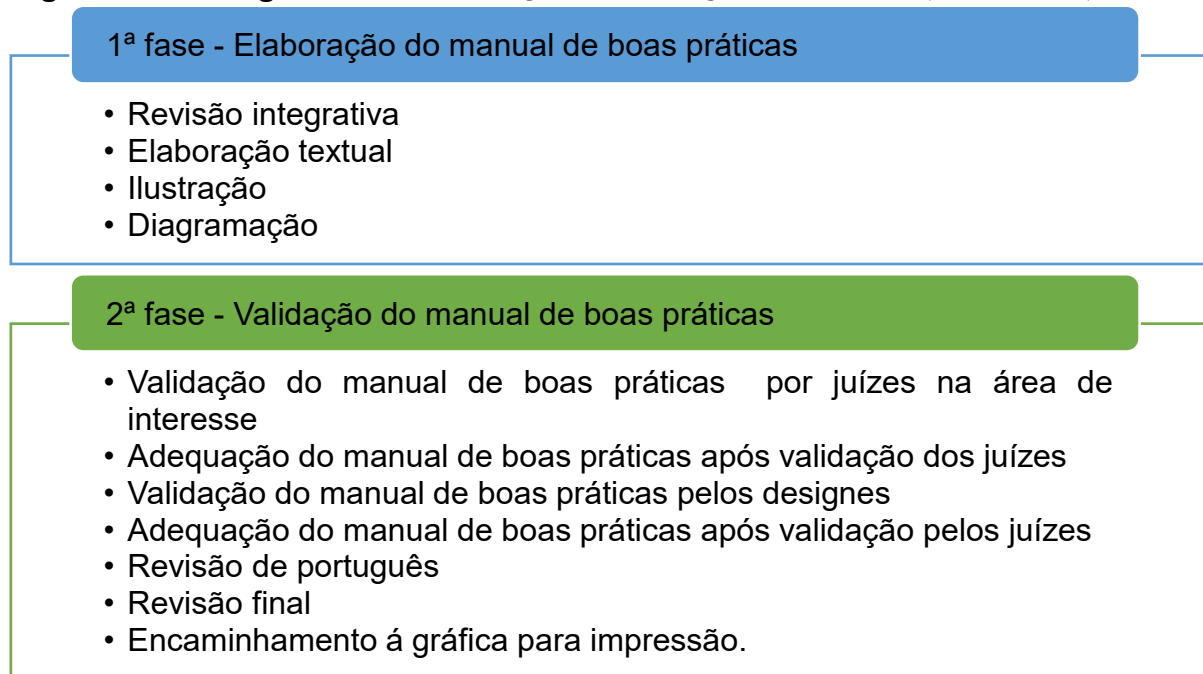 1ª fase - Elaboração do manual de boas práticas
• Revisão integrativa
• Elaboração textual
• Ilustração
• Diagramação
2ª fase - Validação do manual de boas práticas
• Validação do manual de boas práticas por juízes na área de
interesse
• Adequação do manual de boas práticas após validação dos juízes
• Validação do manual de boas práticas pelos designes
• Adequação do manual de boas práticas após validação pelos juízes
• Revisão de português
• Revisão final
• Encaminhamento á gráfica para impressão.